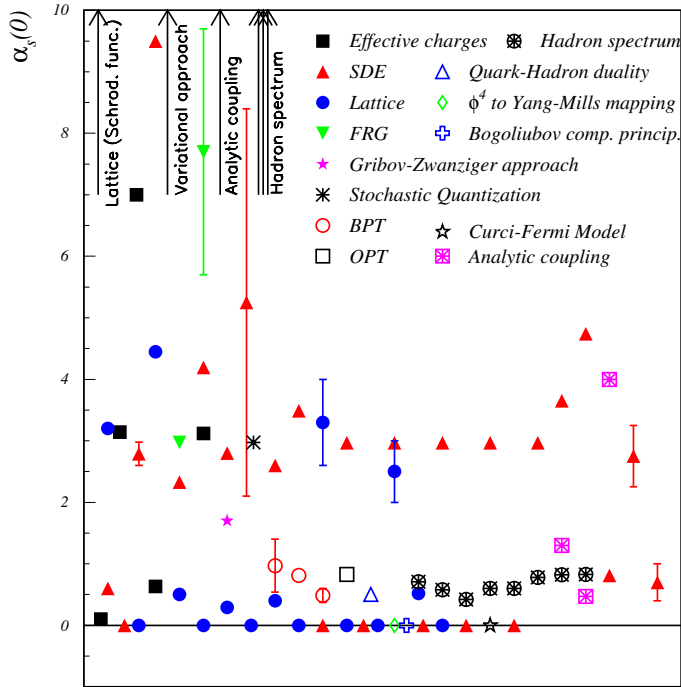 α_s(0)
10
8
6
4
2
0
Lattice (Schrod. func.)
Variational approach
Analytic coupling
Hadron spectrum
Effective charges
Hadron spectrum
SDE
Quark-Hadron duality
Lattice
ϕ⁴ to Yang-Mills mapping
FRG
Bogoliubov comp. princip.
Gribov-Zwanziger approach
Stochastic Quantization
BPT
Curci-Fermi Model
OPT
Analytic coupling